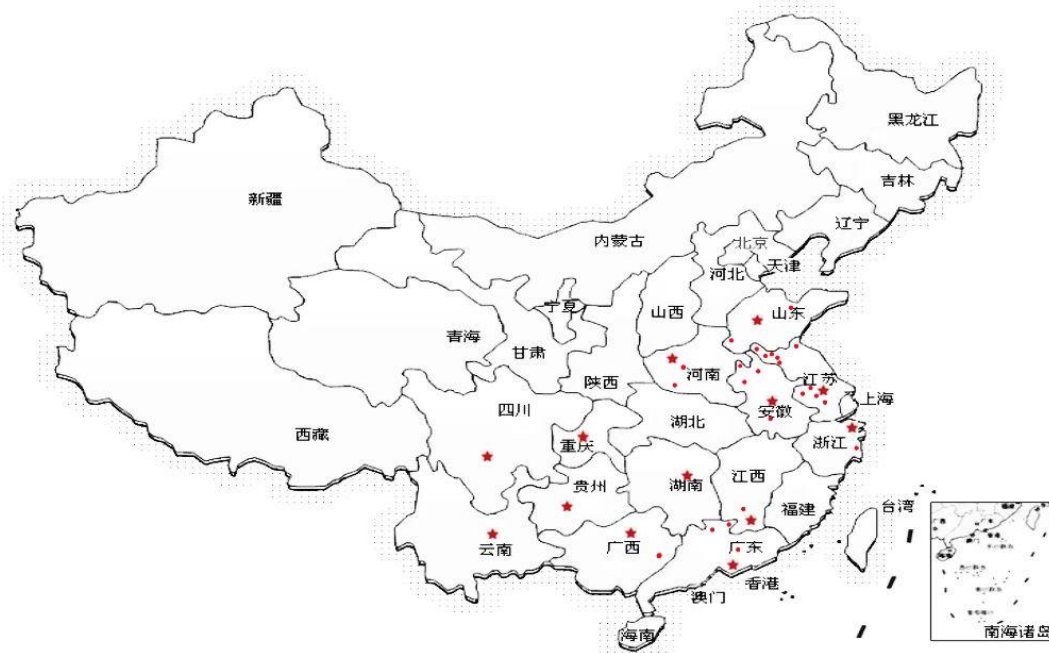 黑龙江
吉林
新疆
辽宁
内蒙古
北京
天津
河北
宁夏
山西
山东
青海
甘肃
陕西
河南
江苏
上海
四川
安徽
西藏
湖北
重庆
浙江
江西
贵州
湖南
福建
台湾
云南
广西
广东
香港
澳门
海南
南海诸岛